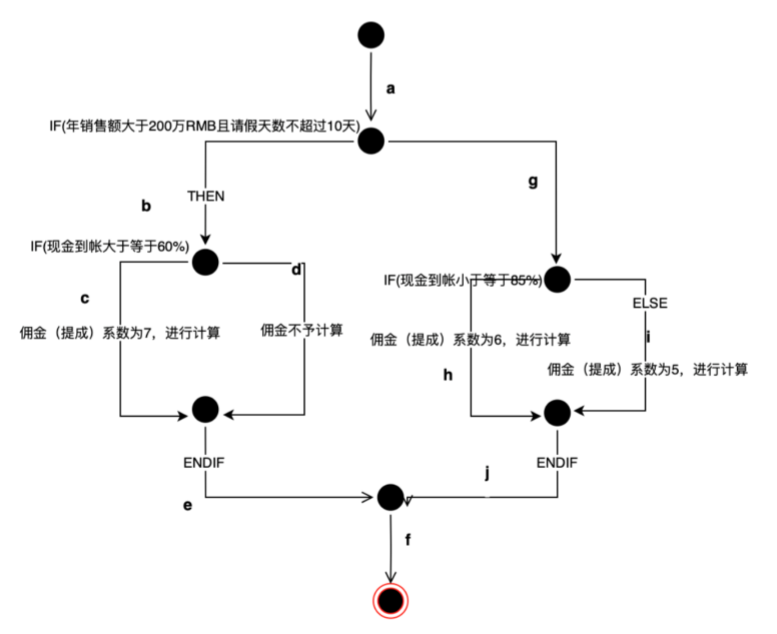 a
IF(年销售额大于200万RMB且请假天数不超过10天)
g
THEN
b
IF(现金到帐大于等于60%)
d
IF(现金到帐小于等于85%)
c
ELSE
佣金（提成）系数为7，进行计算
佣金不予计算
佣金（提成）系数为6，进行计算
i
佣金（提成）系数为5，进行计算
h
ENDIF
ENDIF
j
e
f